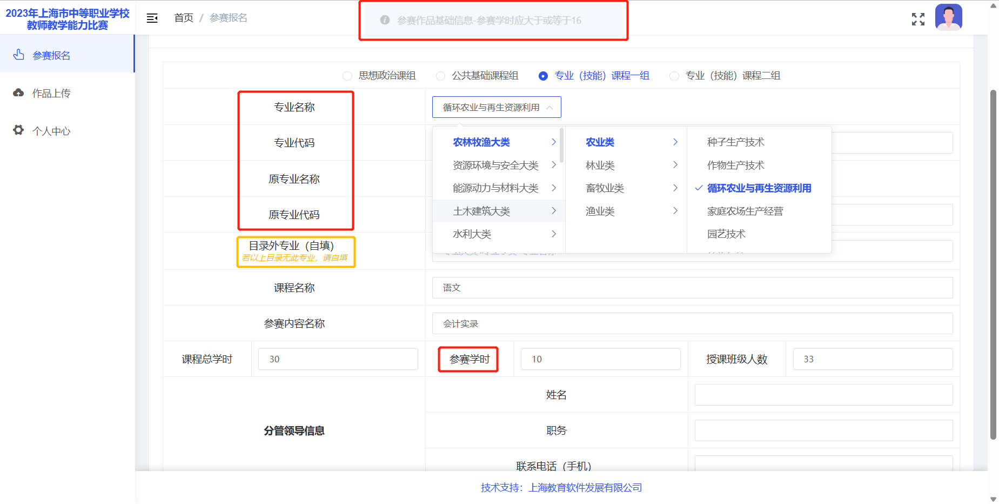 2023年上海市中等职业学校
教师教学能力比赛
首页 / 参赛报名
参赛作品基础信息-参赛学时应大于或等于16
参赛报名
作品上传
个人中心
思想政治课组
公共基础课程组
专业（技能）课程一组
专业（技能）课程二组
专业名称
循环农业与再生资源利用
专业代码
原专业名称
原专业代码
农林牧渔大类
资源环境与安全大类
能源动力与材料大类
土木建筑大类
水利大类
农业类
林业类
畜牧业类
渔业类
种子生产技术
作物生产技术
循环农业与再生资源利用
家庭农场生产经营
园艺技术
目录外专业（自填）
若以上目录无此专业，请自填
课程名称
语文
参赛内容名称
会计实录
课程总学时
30
参赛学时
10
授课班级人数
33
分管领导信息
姓名
职务
联系电话（手机）
技术支持：上海教育软件发展有限公司